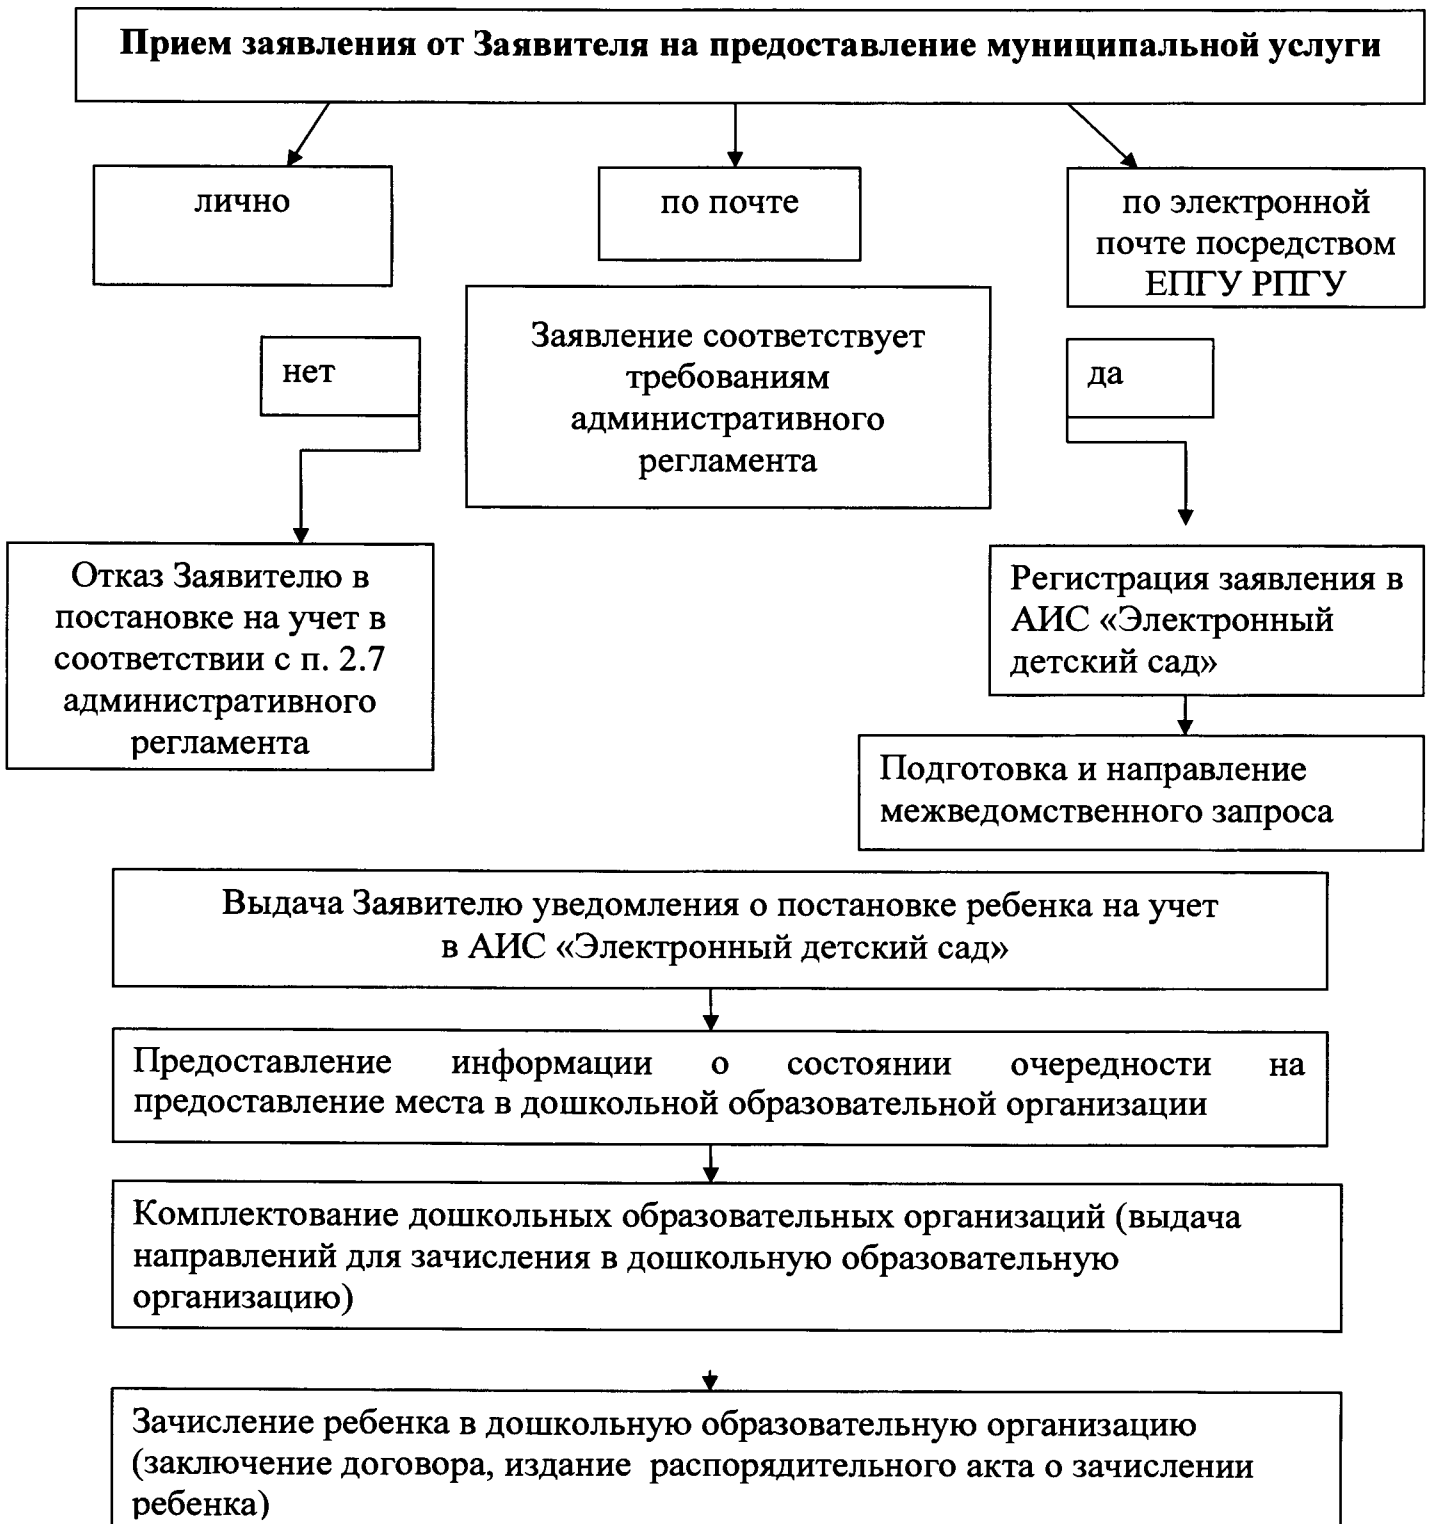 Прием заявления от Заявителя на предоставление муниципальной услуги
лично
по почте
по электронной
почте посредством
ЕПГУ РПГУ
Заявление соответствует
требованиям
административного
регламента
нет
да
Отказ Заявителю в
постановке на учет в
соответствии с п. 2.7
административного
регламента
Регистрация заявления в
АИС «Электронный
детский сад»
Подготовка и направление
межведомственного запроса
Выдача Заявителю уведомления о постановке ребенка на учет
в АИС «Электронный детский сад»
Предоставление информации о состоянии очередности на
предоставление места в дошкольной образовательной организации
Комплектование дошкольных образовательных организаций (выдача
направлений для зачисления в дошкольную образовательную
организацию)
Зачисление ребенка в дошкольную образовательную организацию
(заключение договора, издание распорядительного акта о зачислении
ребенка)